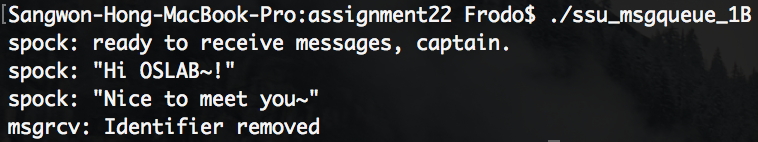 [Sangwon-Hong-MacBook-Pro:assignment22 Frodo$ ./ssu_msgqueue_1B
spock: ready to receive messages, captain.
spock: "Hi OSLAB~!"
spock: "Nice to meet you~"
msgrcv: Identifier removed